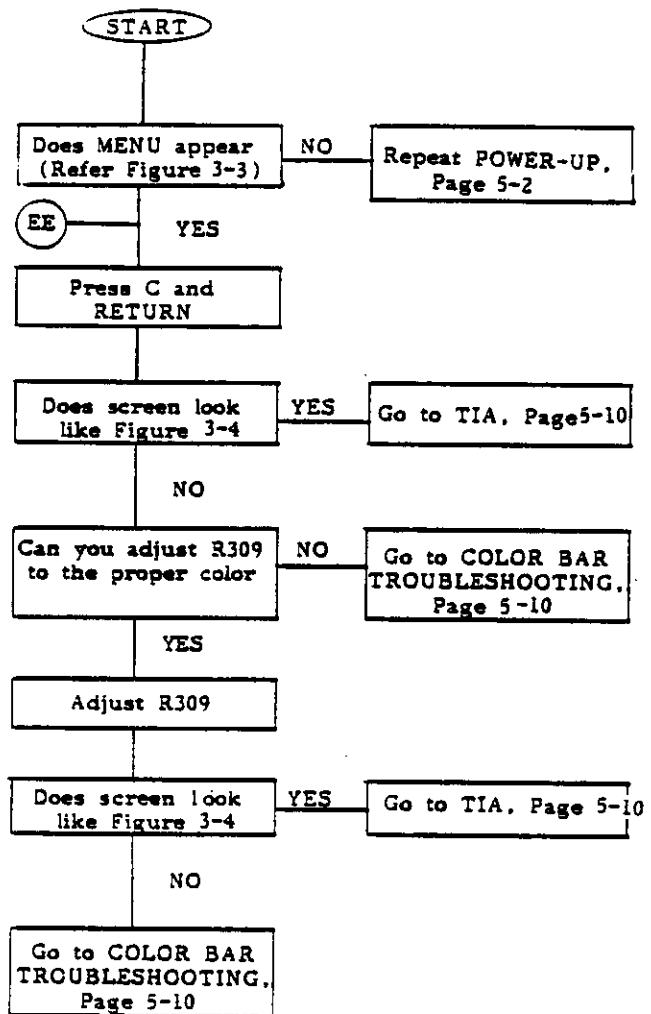 START
Does MENU appear
(Refer Figure 3-3)
NO
Repeat POWER-UP,
Page 5-2
EE
YES
Press C and
RETURN
Does screen look
like Figure 3-4
YES
Go to TIA, Page 5-10
NO
Can you adjust R309
to the proper color
NO
Go to COLOR BAR
TROUBLESHOOTING,
Page 5-10
YES
Adjust R309
Does screen look
like Figure 3-4
YES
Go to TIA, Page 5-10
NO
Go to COLOR BAR
TROUBLESHOOTING,
Page 5-10